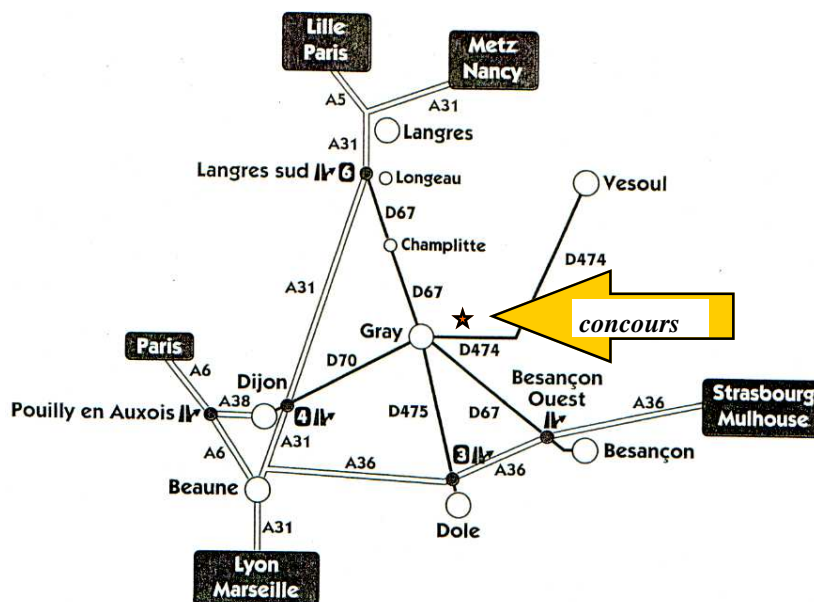 Lille
Paris
Metz
Nancy
A5
A31
Langres
A31
Langres sud 6
Longeau
Vesoul
D67
Champlitte
D474
A31
D67
concours
Gray
D474
Paris
D70
A6
Dijon
Besançon
Ouest
Strasbourg
Mulhouse
A38
Pouilly en Auxois
4
D475
D67
A36
A31
A6
3
A36
Besançon
A36
Beaune
Dole
A31
Lyon
Marseille